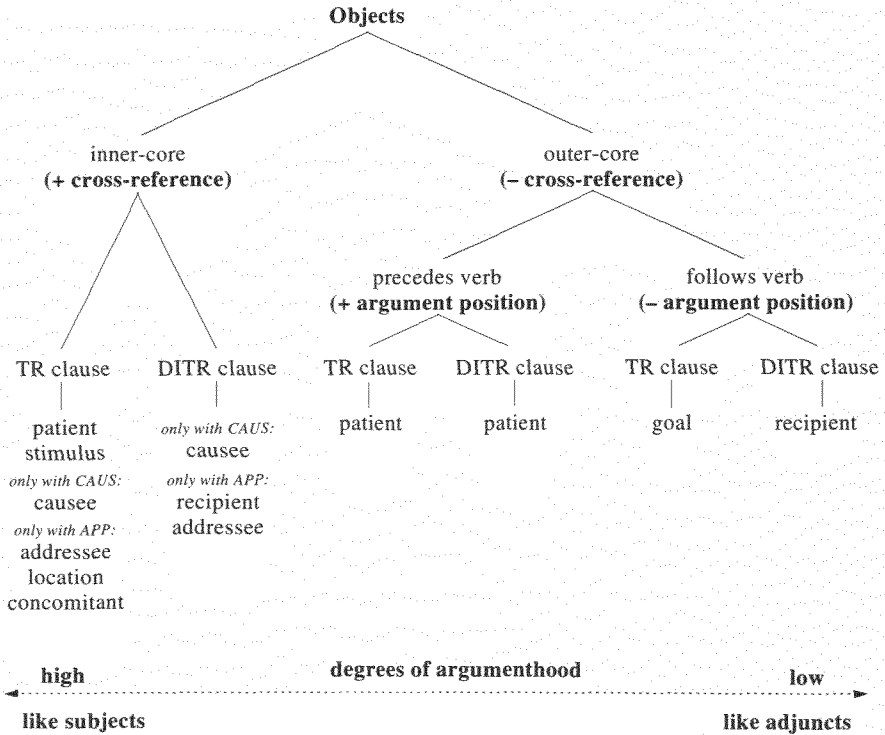 Objects
inner-core
(+ cross-reference)
outer-core
(– cross-reference)
precedes verb
(+ argument position)
follows verb
(– argument position)
TR clause
patient
stimulus
only with CAUS:
causee
only with APP:
addressee
location
concomitant
DITR clause
only with CAUS:
causee
only with APP:
recipient
addressee
TR clause
patient
DITR clause
patient
TR clause
goal
DITR clause
recipient
high
degrees of argumenthood
low
like subjects
like adjuncts